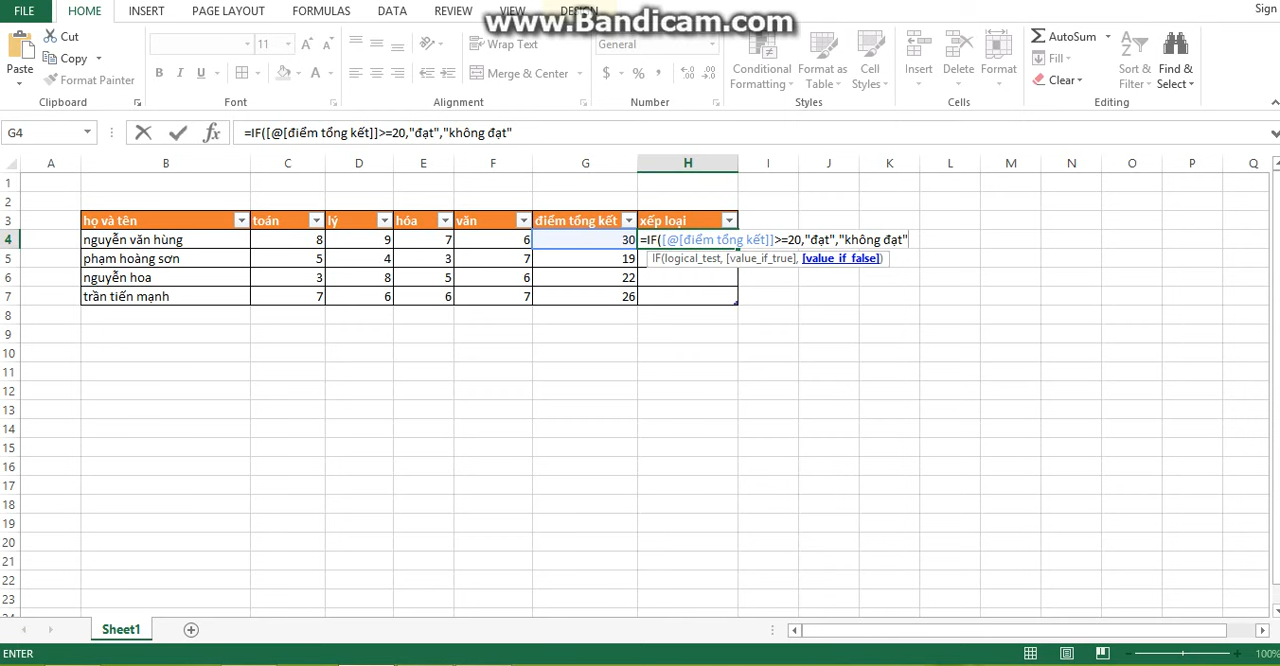 www.Bandicam.com
FILE HOME INSERT PAGE LAYOUT FORMULAS DATA REVIEW VIEW DESIGN Sign
Cut
Copy
Format Painter
Paste
Clipboard
11
B I U
Font
Wrap Text
Merge & Center
Alignment
General
$ % ,
Number
Conditional Formatting
Format as Table
Cell Styles
Styles
Insert Delete Format
Cells
AutoSum
Fill
Clear
Sort & Filter
Find & Select
Editing
G4 fx =IF([@[điểm tổng kết]]>=20,"đạt","không đạt"
A B C D E F G H I J K L M N O P Q
1
2
3 họ và tên toán lý hóa văn điểm tổng kết xếp loại
4 nguyễn văn hùng 8 9 7 6 30 =IF([@[điểm tổng kết]]>=20,"đạt","không đạt"
IF(logical_test, [value_if_true], [value_if_false])
5 phạm hoàng sơn 5 4 3 7 19
6 nguyễn hoa 3 8 5 6 22
7 trần tiến mạnh 7 6 6 7 26
8
9
10
11
12
13
14
15
16
17
18
19
20
21
22
23
Sheet1
ENTER 100%